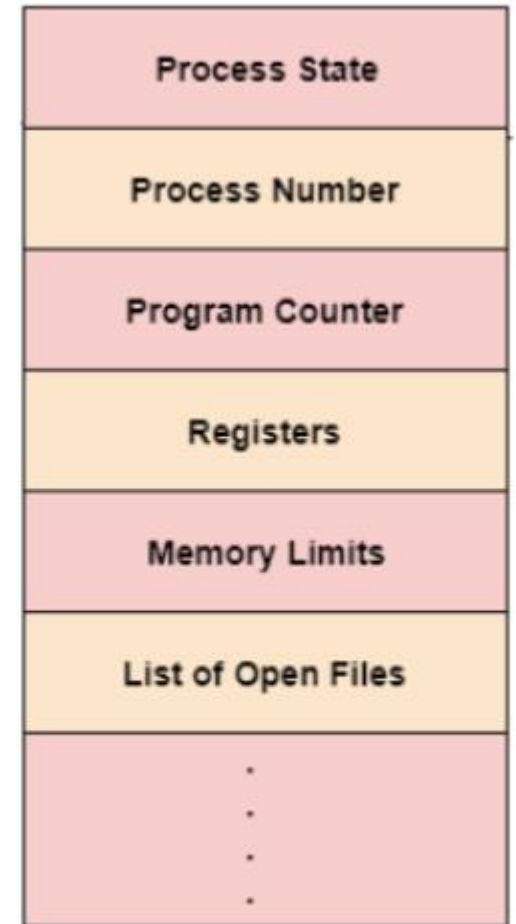 Process State
Process Number
Program Counter
Registers
Memory Limits
List of Open Files
.
.
.
.